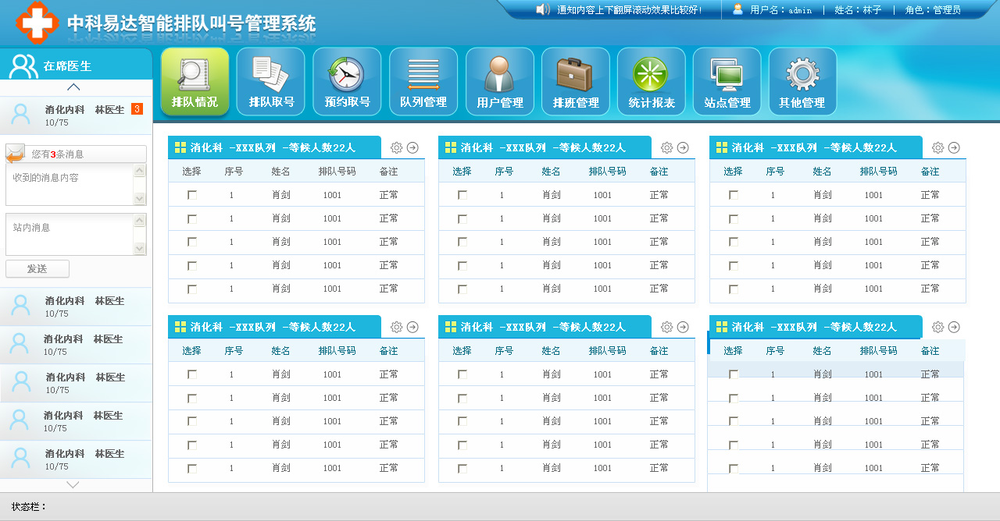 中科易达智能排队叫号管理系统
通知内容上下翻屏滚动效果比较好!
用户名：admin | 姓名：林子 | 角色：管理员
在席医生
排队情况 排队取号 预约取号 队列管理 用户管理 排班管理 统计报表 站点管理 其他管理
消化内科 林医生 3
10/75
您有3条消息
收到的消息内容
站内消息
发送
消化内科 林医生
10/75
消化内科 林医生
10/75
消化内科 林医生
10/75
消化内科 林医生
10/75
消化内科 林医生
10/75
消化科 -XXX队列 -等候人数22人
选择 序号 姓名 排队号码 备注
1 肖剑 1001 正常
1 肖剑 1001 正常
1 肖剑 1001 正常
1 肖剑 1001 正常
1 肖剑 1001 正常
消化科 -XXX队列 -等候人数22人
选择 序号 姓名 排队号码 备注
1 肖剑 1001 正常
1 肖剑 1001 正常
1 肖剑 1001 正常
1 肖剑 1001 正常
1 肖剑 1001 正常
消化科 -XXX队列 -等候人数22人
选择 序号 姓名 排队号码 备注
1 肖剑 1001 正常
1 肖剑 1001 正常
1 肖剑 1001 正常
1 肖剑 1001 正常
1 肖剑 1001 正常
消化科 -XXX队列 -等候人数22人
选择 序号 姓名 排队号码 备注
1 肖剑 1001 正常
1 肖剑 1001 正常
1 肖剑 1001 正常
1 肖剑 1001 正常
1 肖剑 1001 正常
消化科 -XXX队列 -等候人数22人
选择 序号 姓名 排队号码 备注
1 肖剑 1001 正常
1 肖剑 1001 正常
1 肖剑 1001 正常
1 肖剑 1001 正常
1 肖剑 1001 正常
消化科 -XXX队列 -等候人数22人
选择 序号 姓名 排队号码 备注
1 肖剑 1001 正常
1 肖剑 1001 正常
1 肖剑 1001 正常
1 肖剑 1001 正常
1 肖剑 1001 正常
状态栏：